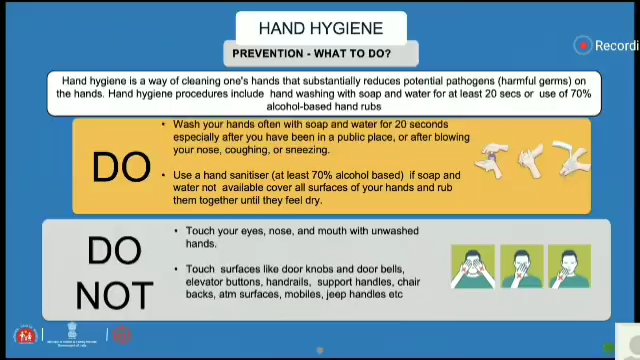 HAND HYGIENE
PREVENTION - WHAT TO DO?
Recordi
Hand hygiene is a way of cleaning one's hands that substantially reduces potential pathogens (harmful germs) on
the hands. Hand hygiene procedures include hand washing with soap and water for at least 20 secs or use of 70%
alcohol-based hand rubs
DO
• Wash your hands often with soap and water for 20 seconds
especially after you have been in a public place, or after blowing
your nose, coughing, or sneezing.
• Use a hand sanitiser (at least 70% alcohol based) if soap and
water not available cover all surfaces of your hands and rub
them together until they feel dry.
DO
NOT
• Touch your eyes, nose, and mouth with unwashed
hands.
• Touch surfaces like door knobs and door bells,
elevator buttons, handrails, support handles, chair
backs, atm surfaces, mobiles, jeep handles etc